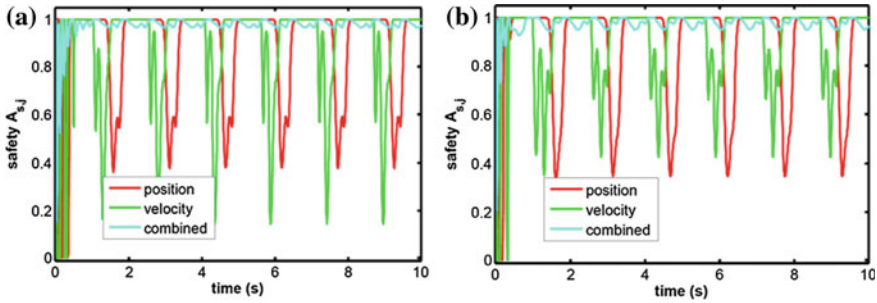 (a)
safety A_s,j
1
0.8
0.6
0.4
0.2
0
position
velocity
combined
0 2 4 6 8 10
time (s)
(b)
safety A_s,j
1
0.8
0.6
0.4
0.2
0
position
velocity
combined
0 2 4 6 8 10
time (s)